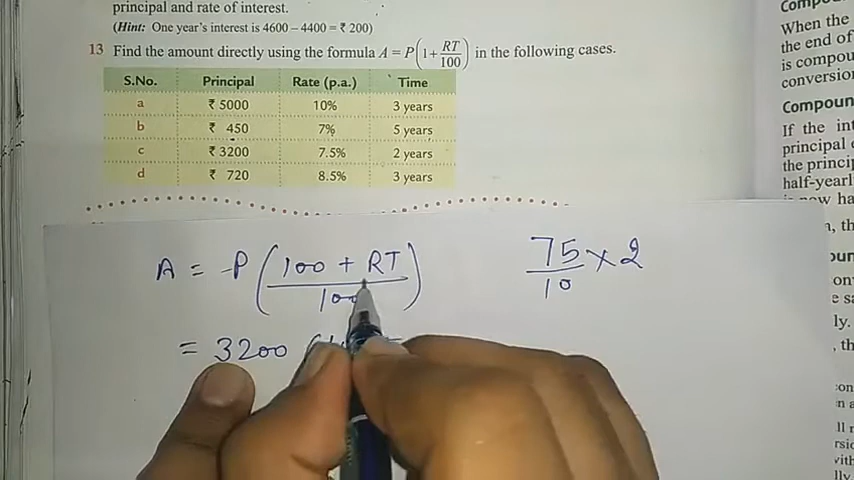 principal and rate of interest.
(Hint: One year's interest is 4600 – 4400 = ₹ 200)
13 Find the amount directly using the formula A = P(1 + RT/100) in the following cases.
S.No. Principal Rate (p.a.) Time
a ₹ 5000 10% 3 years
b ₹ 450 7% 5 years
c ₹ 3200 7.5% 2 years
d ₹ 720 8.5% 3 years
A = P(100 + RT/100)
= 3200
75/10 × 2
When the
the end of
is compou
conversio
Compoun
If the int
principal
the princip
half-yearl